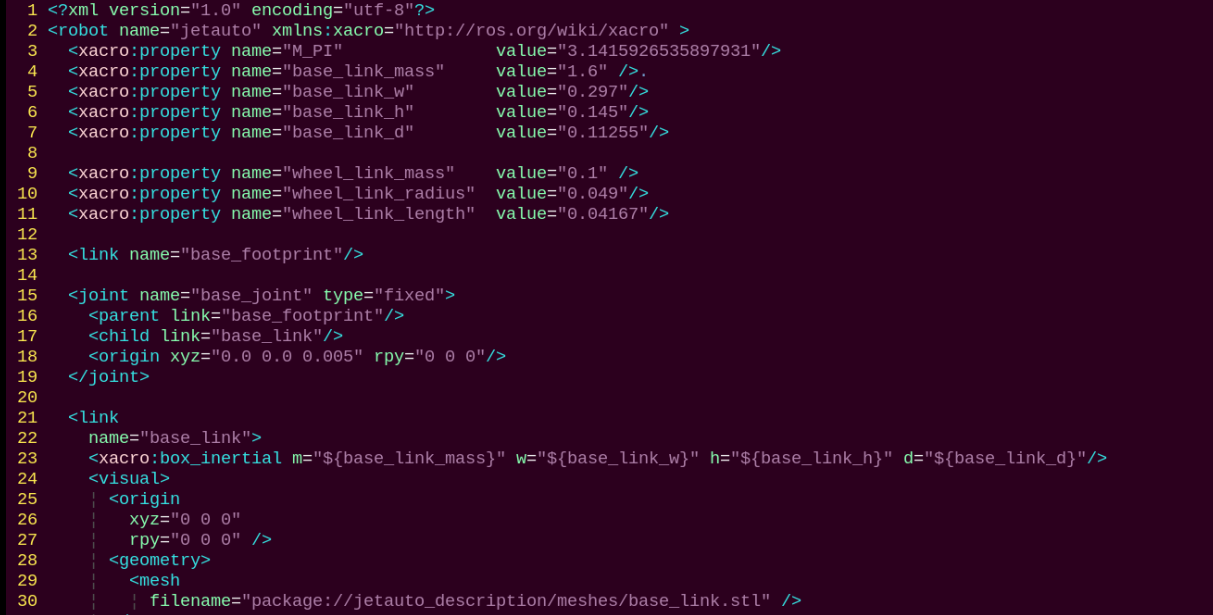 1 <?xml version="1.0" encoding="utf-8"?>
2 <robot name="jetauto" xmlns:xacro="http://ros.org/wiki/xacro" >
3   <xacro:property name="M_PI"               value="3.1415926535897931"/>
4   <xacro:property name="base_link_mass"     value="1.6" />.
5   <xacro:property name="base_link_w"        value="0.297"/>
6   <xacro:property name="base_link_h"        value="0.145"/>
7   <xacro:property name="base_link_d"        value="0.11255"/>
8
9   <xacro:property name="wheel_link_mass"    value="0.1" />
10   <xacro:property name="wheel_link_radius"  value="0.049"/>
11   <xacro:property name="wheel_link_length"  value="0.04167"/>
12
13   <link name="base_footprint"/>
14
15   <joint name="base_joint" type="fixed">
16     <parent link="base_footprint"/>
17     <child link="base_link"/>
18     <origin xyz="0.0 0.0 0.005" rpy="0 0 0"/>
19   </joint>
20
21   <link
22     name="base_link">
23     <xacro:box_inertial m="${base_link_mass}" w="${base_link_w}" h="${base_link_h}" d="${base_link_d}"/>
24     <visual>
25     ¦ <origin
26     ¦   xyz="0 0 0"
27     ¦   rpy="0 0 0" />
28     ¦ <geometry>
29     ¦   <mesh
30     ¦   ¦ filename="package://jetauto_description/meshes/base_link.stl" />